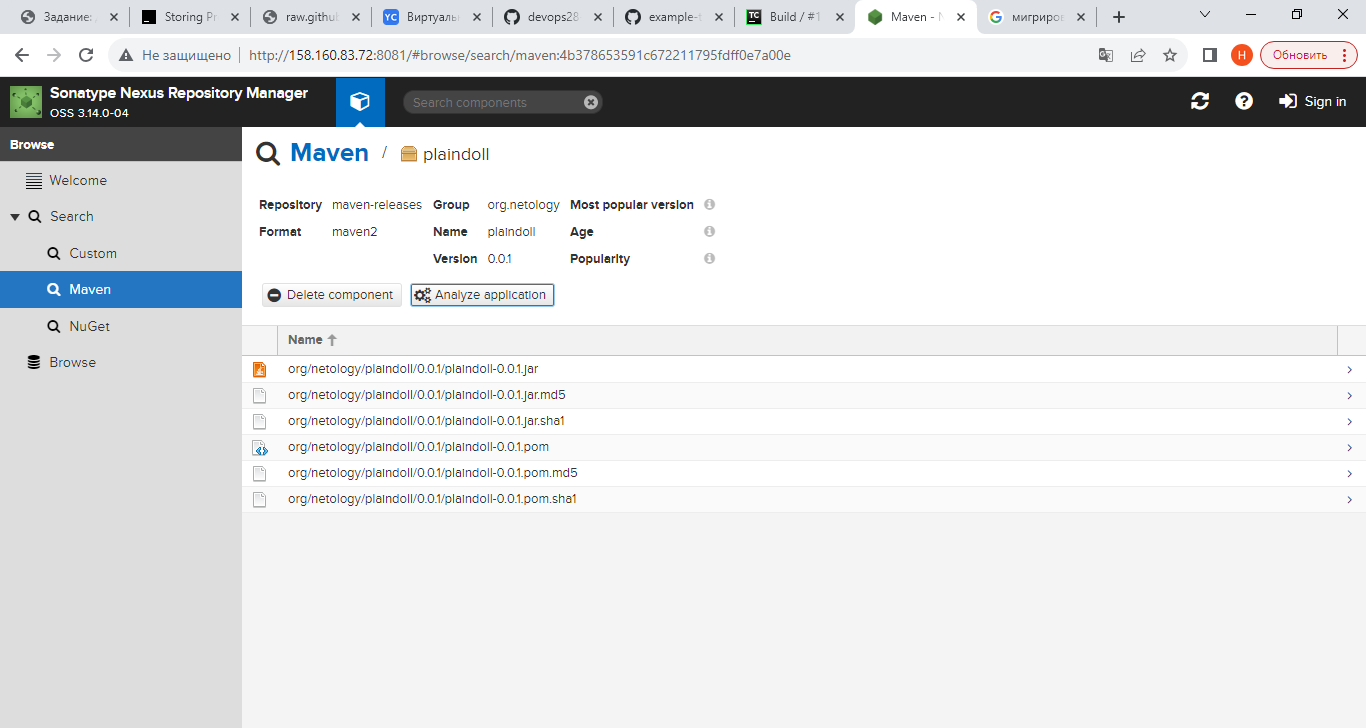 Задание:
Storing Pr
raw.githu
Виртуаль
devops28
example-t
Build / #1
Maven - N
мигриров
Не защищено
http://158.160.83.72:8081/#browse/search/maven:4b378653591c672211795fdff0e7a00e
Н
Обновить
Sonatype Nexus Repository Manager
OSS 3.14.0-04
Search components
Sign in
Browse
Welcome
Search
Custom
Maven
NuGet
Browse
Maven / plaindoll
Repository maven-releases Group org.netology Most popular version
Format maven2 Name plaindoll Age
Version 0.0.1 Popularity
Delete component Analyze application
Name
org/netology/plaindoll/0.0.1/plaindoll-0.0.1.jar
org/netology/plaindoll/0.0.1/plaindoll-0.0.1.jar.md5
org/netology/plaindoll/0.0.1/plaindoll-0.0.1.jar.sha1
org/netology/plaindoll/0.0.1/plaindoll-0.0.1.pom
org/netology/plaindoll/0.0.1/plaindoll-0.0.1.pom.md5
org/netology/plaindoll/0.0.1/plaindoll-0.0.1.pom.sha1